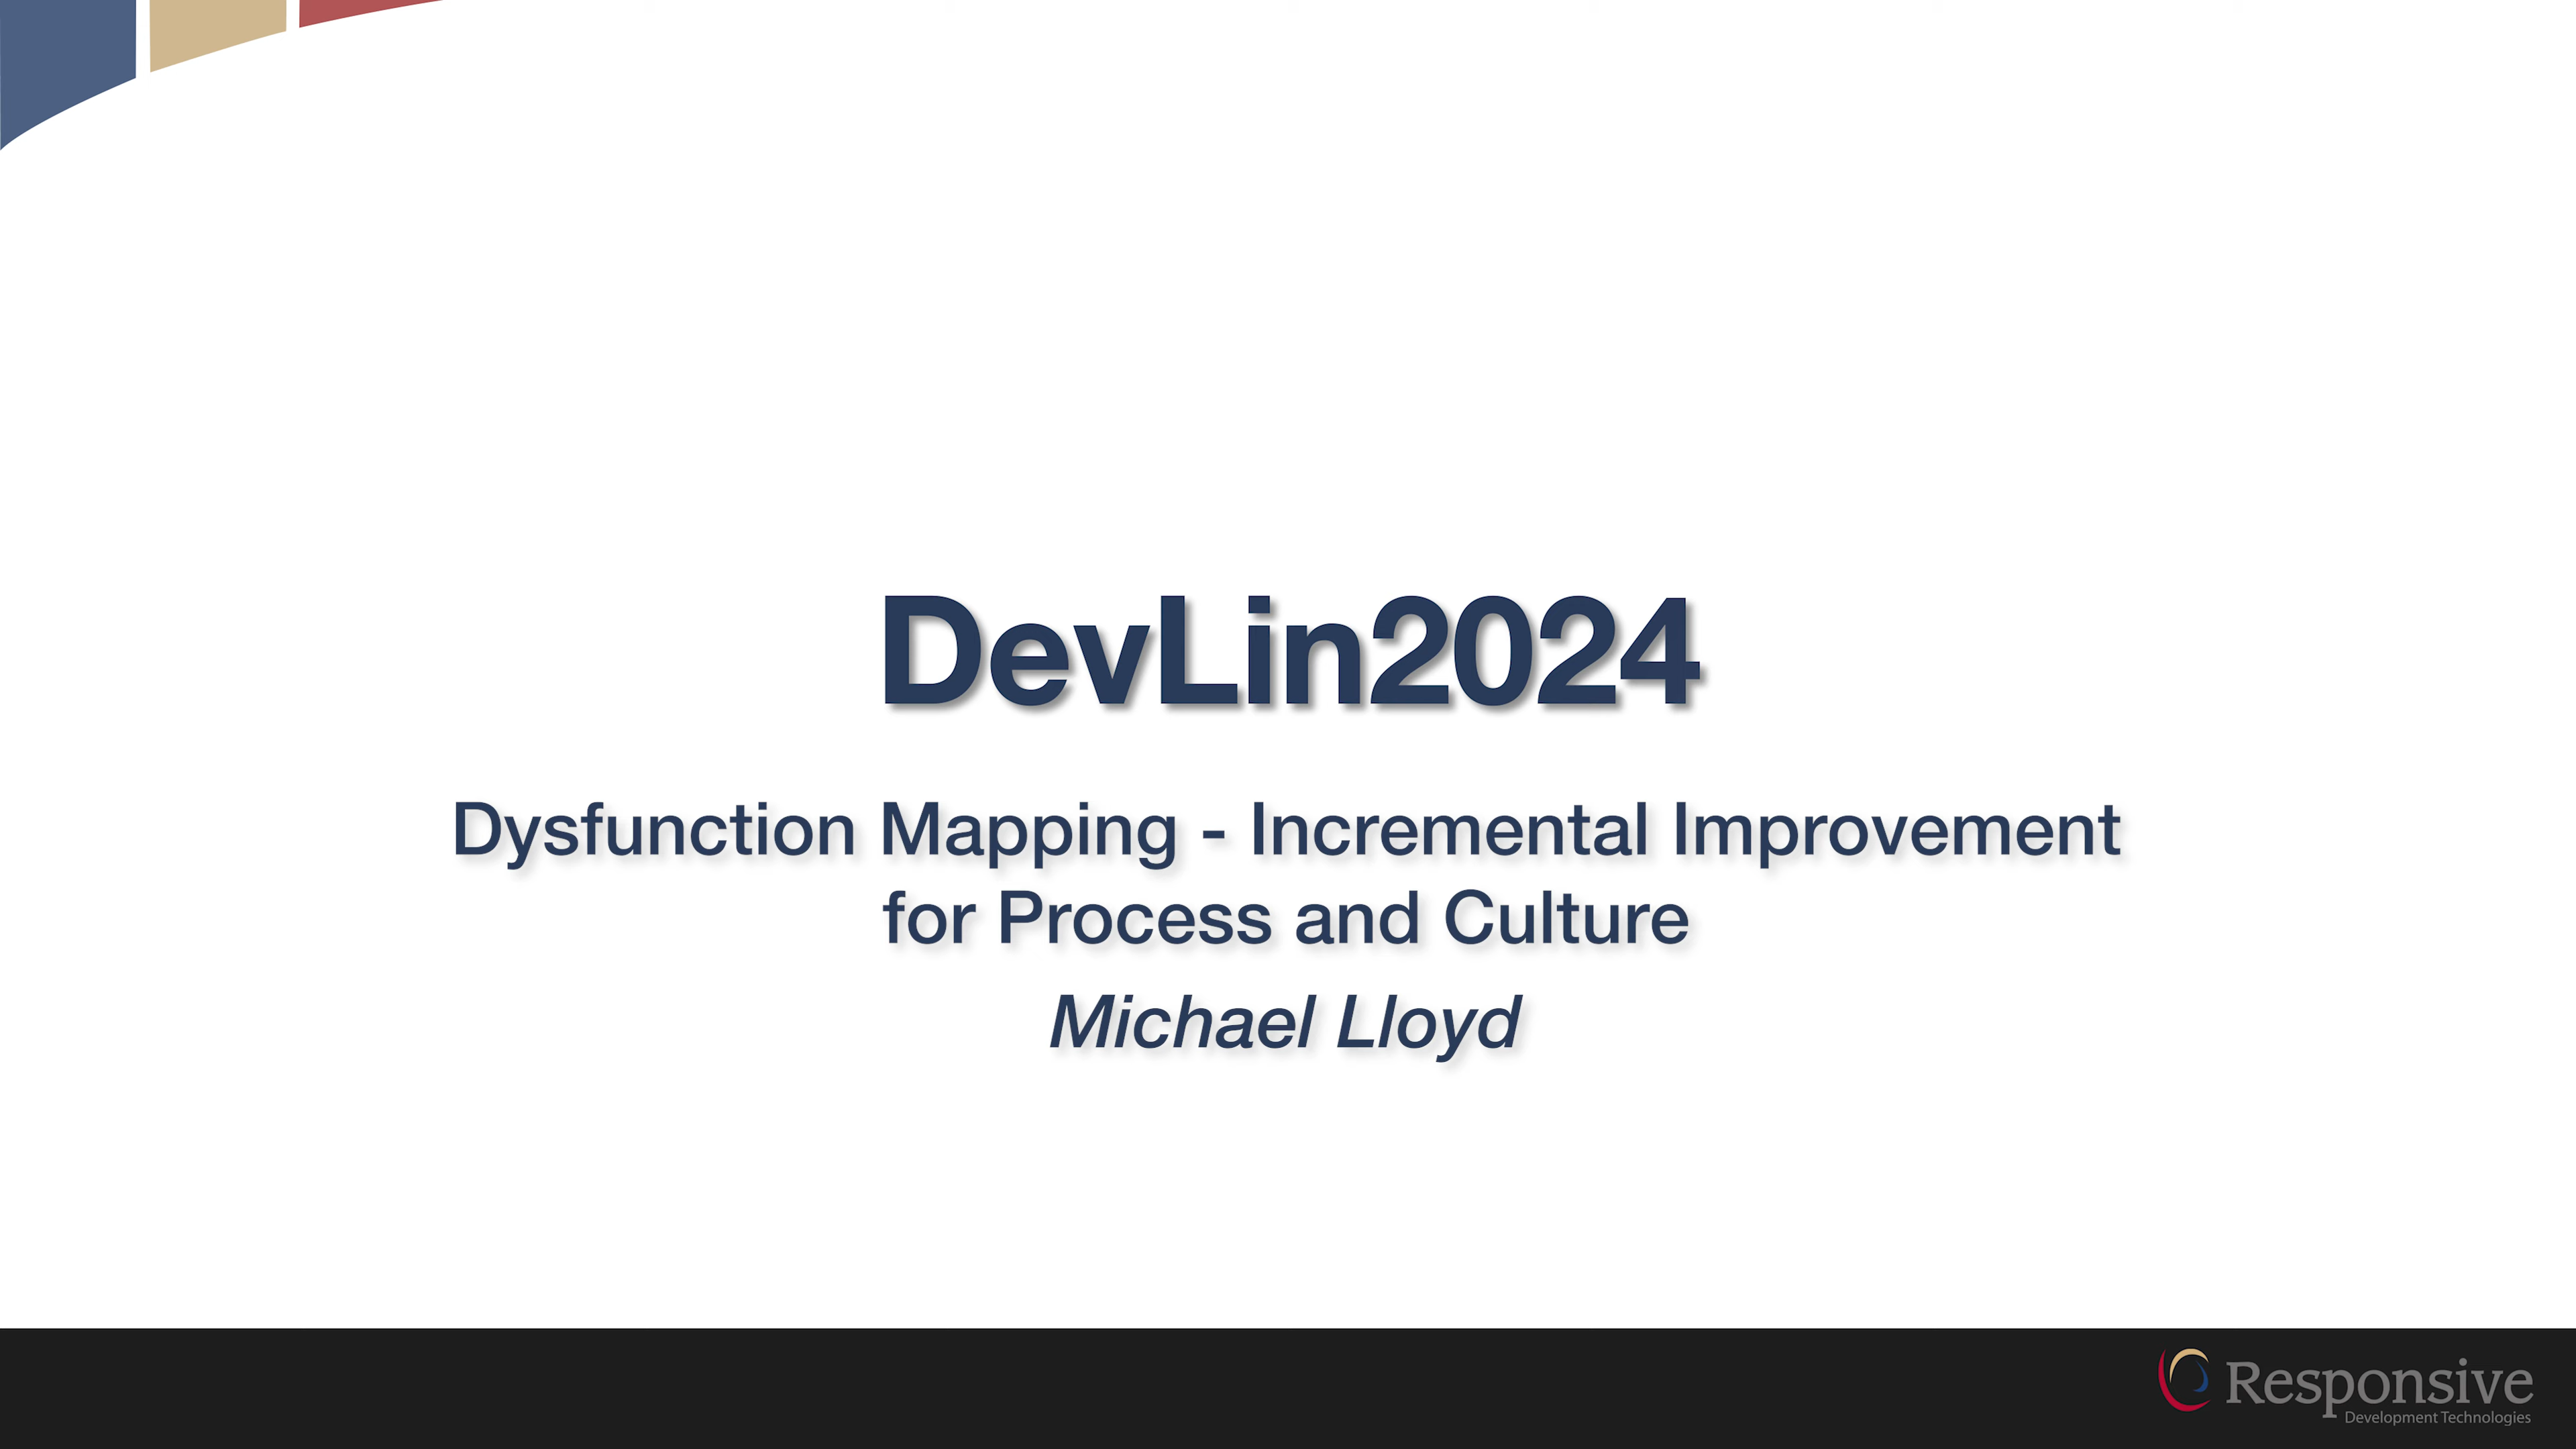 DevLin2024
Dysfunction Mapping - Incremental Improvement
for Process and Culture
Michael Lloyd
Responsive
Development Technologies